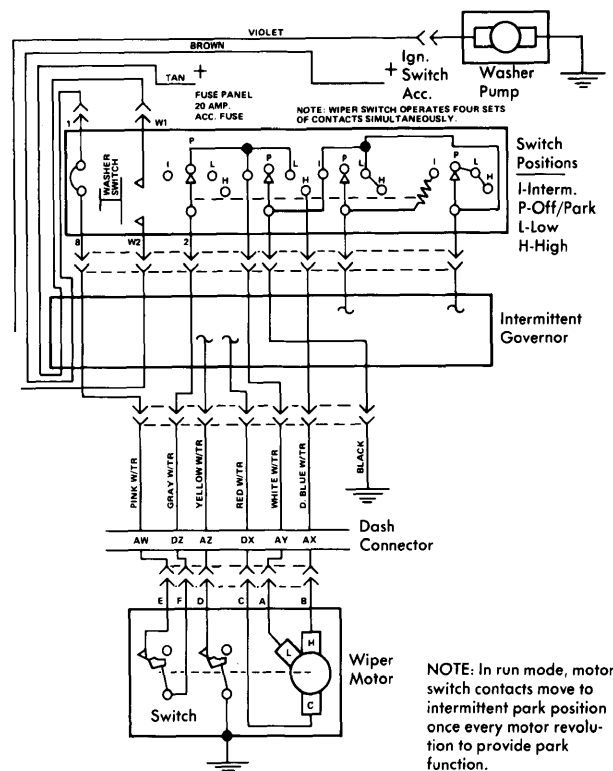 VIOLET
BROWN
TAN
+
+
Ign.
Switch
Acc.
Washer
Pump
FUSE PANEL
20 AMP.
ACC. FUSE
NOTE: WIPER SWITCH OPERATES FOUR SETS
OF CONTACTS SIMULTANEOUSLY.
1 W1
WASHER
SWITCH
I P L H
P L H
I P L H
I P L H
8 W2 2
Switch
Positions
I-Interm.
P-Off/Park
L-Low
H-High
Intermittent
Governor
PINK W/TR
GRAY W/TR
YELLOW W/TR
RED W/TR
WHITE W/TR
D. BLUE W/TR
BLACK
Dash
Connector
AW DZ AZ DX AY AX
E F D C A B
L H C
Switch
Wiper
Motor
NOTE: In run mode, motor
switch contacts move to
intermittent park position
once every motor revolu-
tion to provide park
function.